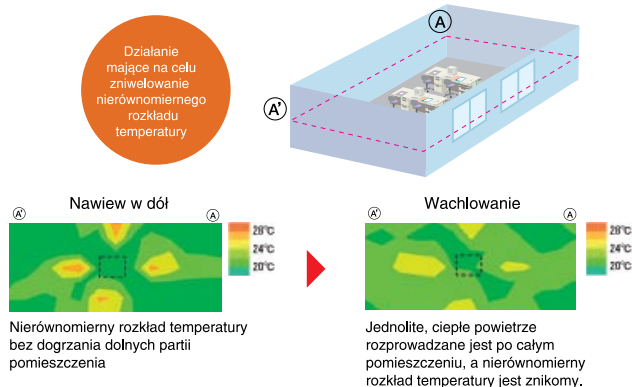 Działanie
mające na celu
zniwelowanie
nierównomiernego
rozkładu
temperatury
A
A'
Nawiew w dół
A'
A
28°C
24°C
20°C
Nierównomierny rozkład temperatury
bez dogrzania dolnych partii
pomieszczenia
Wachlowanie
A'
A
28°C
24°C
20°C
Jednolite, ciepłe powietrze
rozprowadzane jest po całym
pomieszczeniu, a nierównomierny
rozkład temperatury jest znikomy.